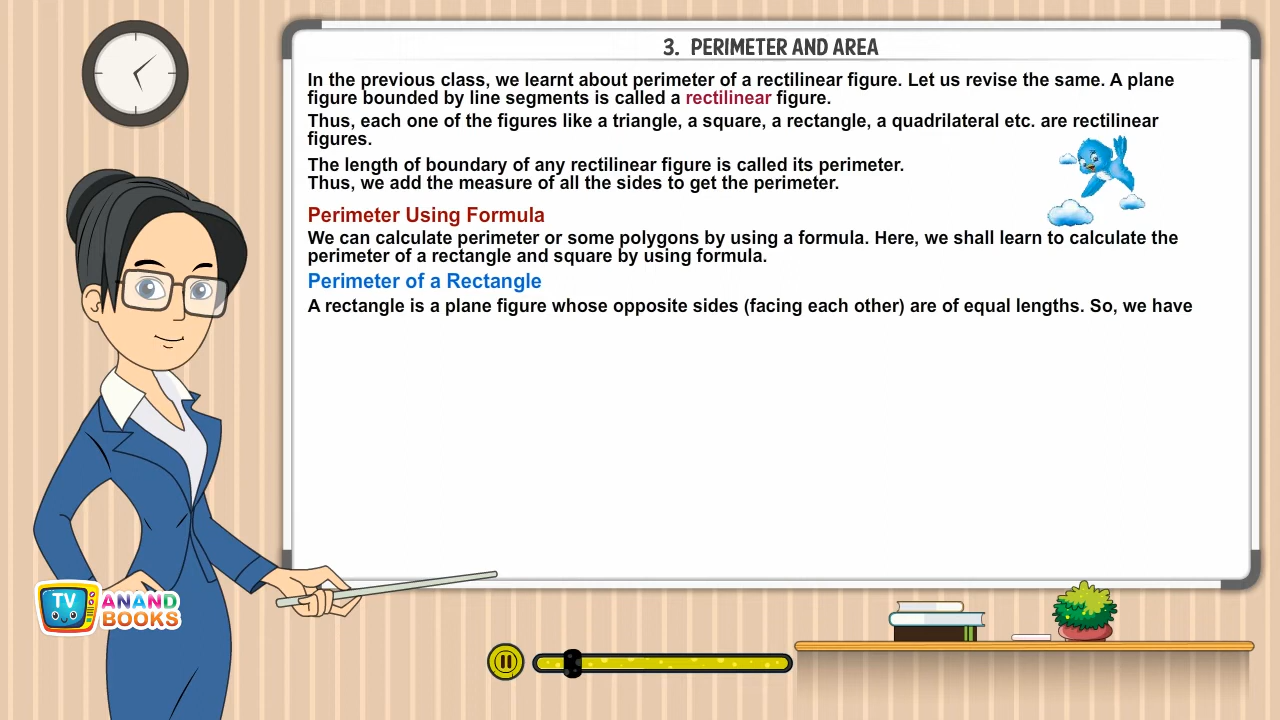 3. PERIMETER AND AREA
In the previous class, we learnt about perimeter of a rectilinear figure. Let us revise the same. A plane
figure bounded by line segments is called a rectilinear figure.
Thus, each one of the figures like a triangle, a square, a rectangle, a quadrilateral etc. are rectilinear
figures.
The length of boundary of any rectilinear figure is called its perimeter.
Thus, we add the measure of all the sides to get the perimeter.
Perimeter Using Formula
We can calculate perimeter or some polygons by using a formula. Here, we shall learn to calculate the
perimeter of a rectangle and square by using formula.
Perimeter of a Rectangle
A rectangle is a plane figure whose opposite sides (facing each other) are of equal lengths. So, we have
TV
ANAND
BOOKS